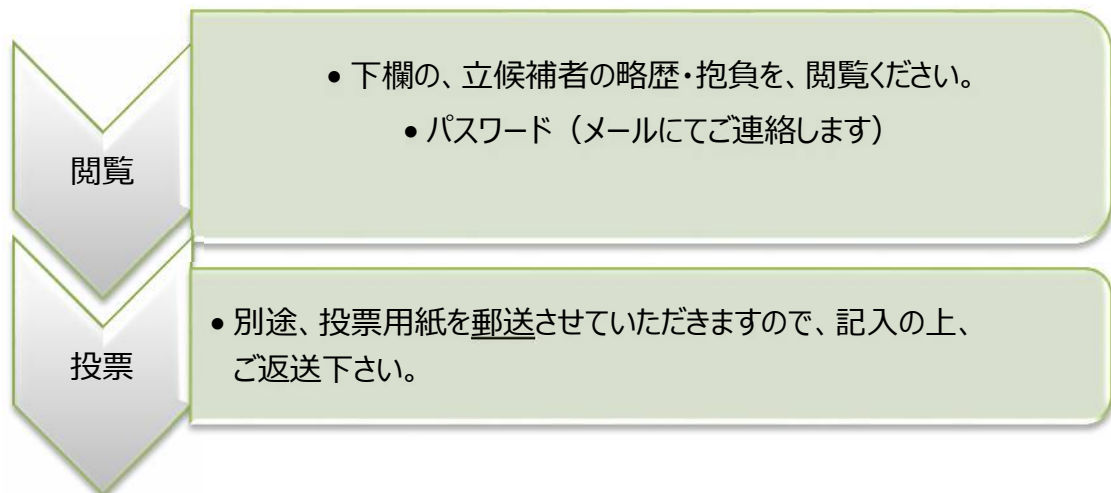 閲覧
• 下欄の、立候補者の略歴・抱負を、閲覧ください。
• パスワード（メールにてご連絡します）
投票
• 別途、投票用紙を郵送させていただきますので、記入の上、
ご返送下さい。